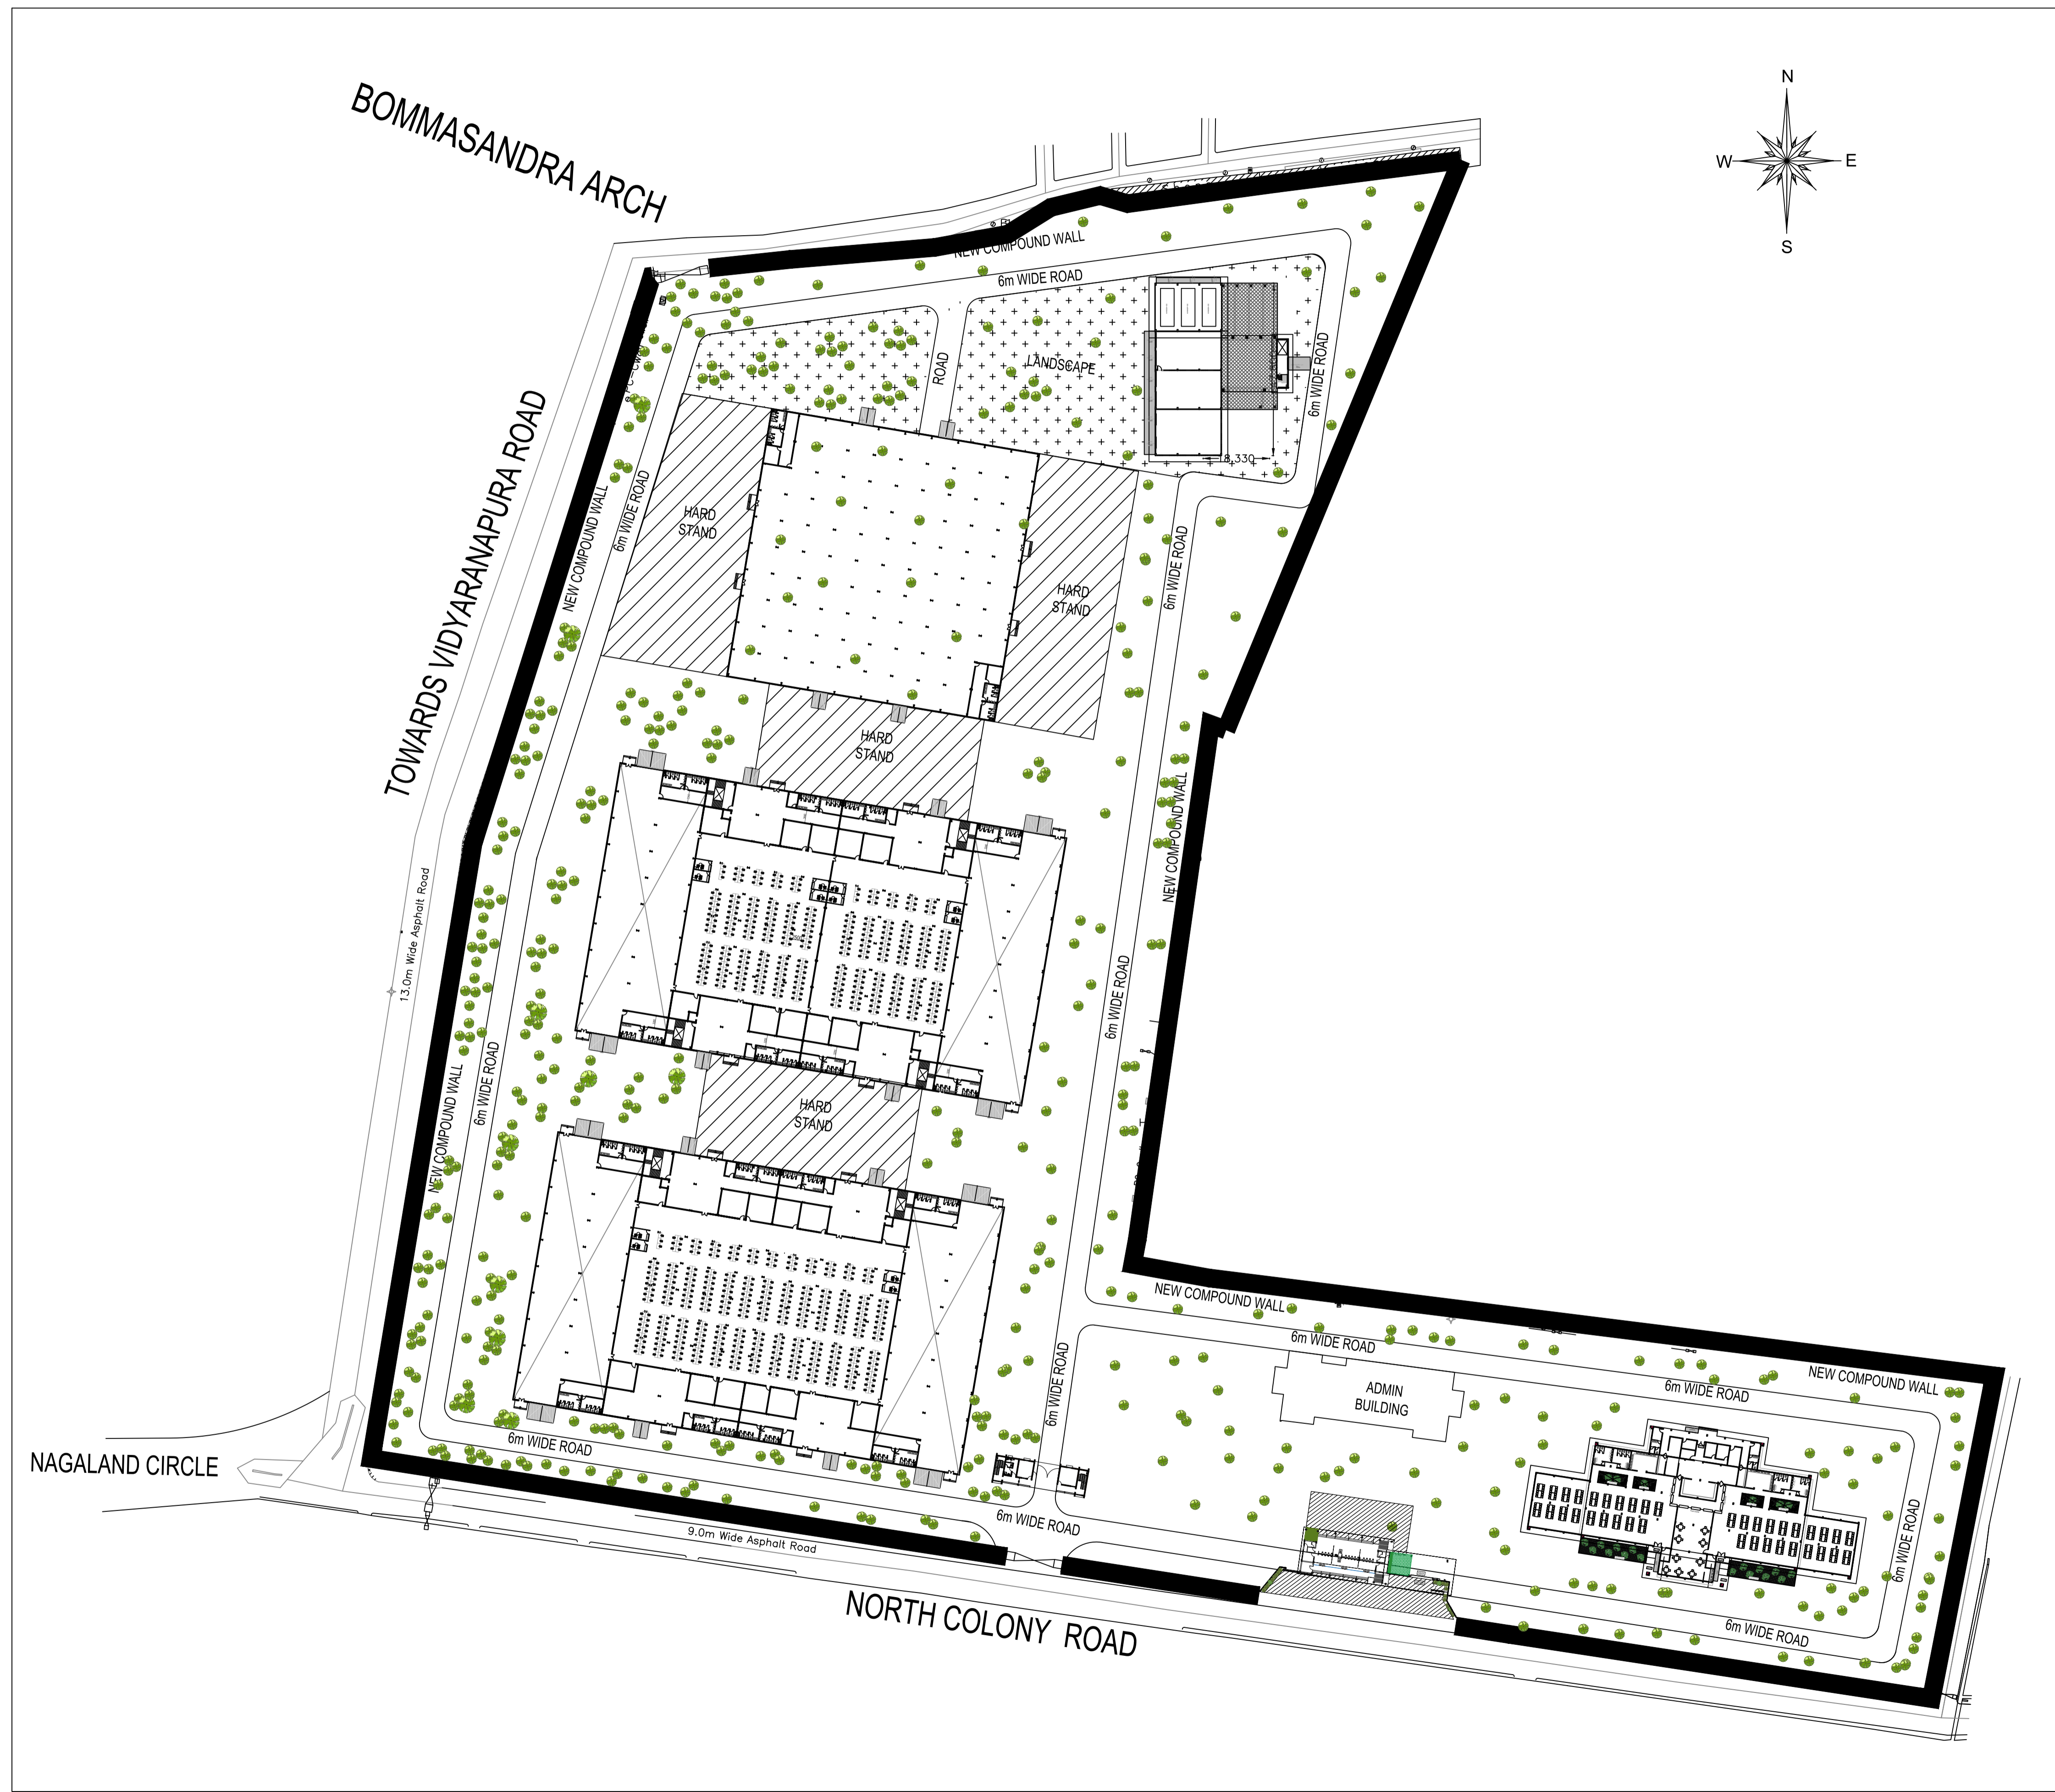 N
W
E
S
BOMMASANDRA ARCH
NEW COMPOUND WALL
6m WIDE ROAD
ROAD
LANDSCAPE
6m WIDE ROAD
8,330
TOWARDS VIDYARANAPURA ROAD
NEW COMPOUND WALL
6m WIDE ROAD
HARD
STAND
HARD
STAND
6m WIDE ROAD
HARD
STAND
NEW COMPOUND WALL
13.0m Wide Asphalt Road
6m WIDE ROAD
NEW COMPOUND WALL
6m WIDE ROAD
HARD
STAND
NEW COMPOUND WALL
6m WIDE ROAD
6m WIDE ROAD
NEW COMPOUND WALL
6m WIDE ROAD
6m WIDE ROAD
ADMIN
BUILDING
NAGALAND CIRCLE
6m WIDE ROAD
6m WIDE ROAD
6m WIDE ROAD
9.0m Wide Asphalt Road
NORTH COLONY ROAD
6m WIDE ROAD